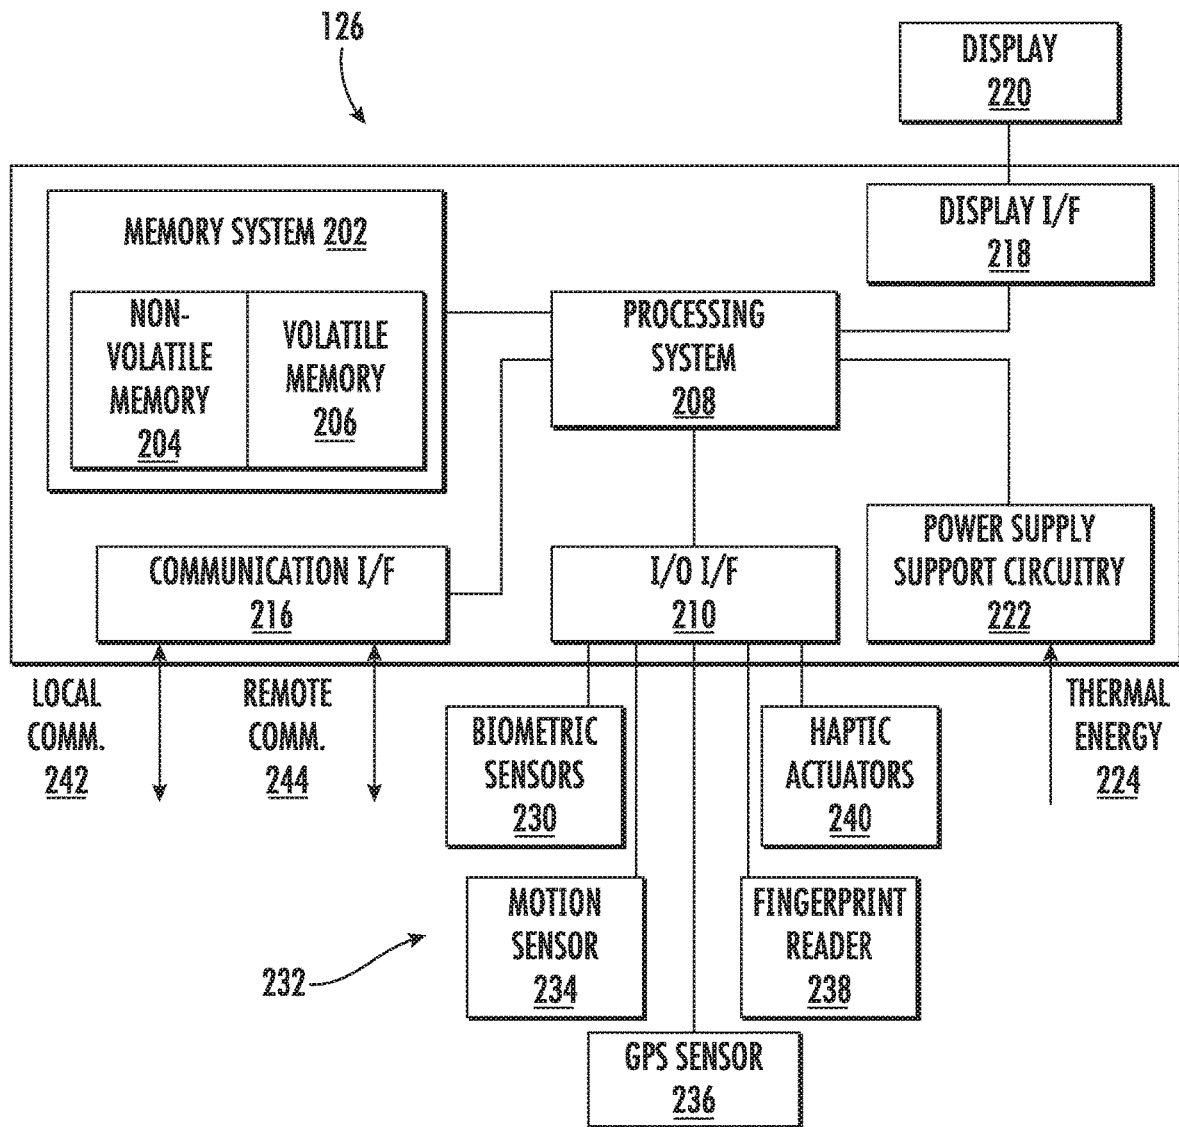 126
DISPLAY
220
MEMORY SYSTEM 202
NON-
VOLATILE
MEMORY
204
VOLATILE
MEMORY
206
PROCESSING
SYSTEM
208
DISPLAY I/F
218
COMMUNICATION I/F
216
I/O I/F
210
POWER SUPPLY
SUPPORT CIRCUITRY
222
LOCAL
COMM.
242
REMOTE
COMM.
244
BIOMETRIC
SENSORS
230
HAPTIC
ACTUATORS
240
THERMAL
ENERGY
224
232
MOTION
SENSOR
234
FINGERPRINT
READER
238
GPS SENSOR
236